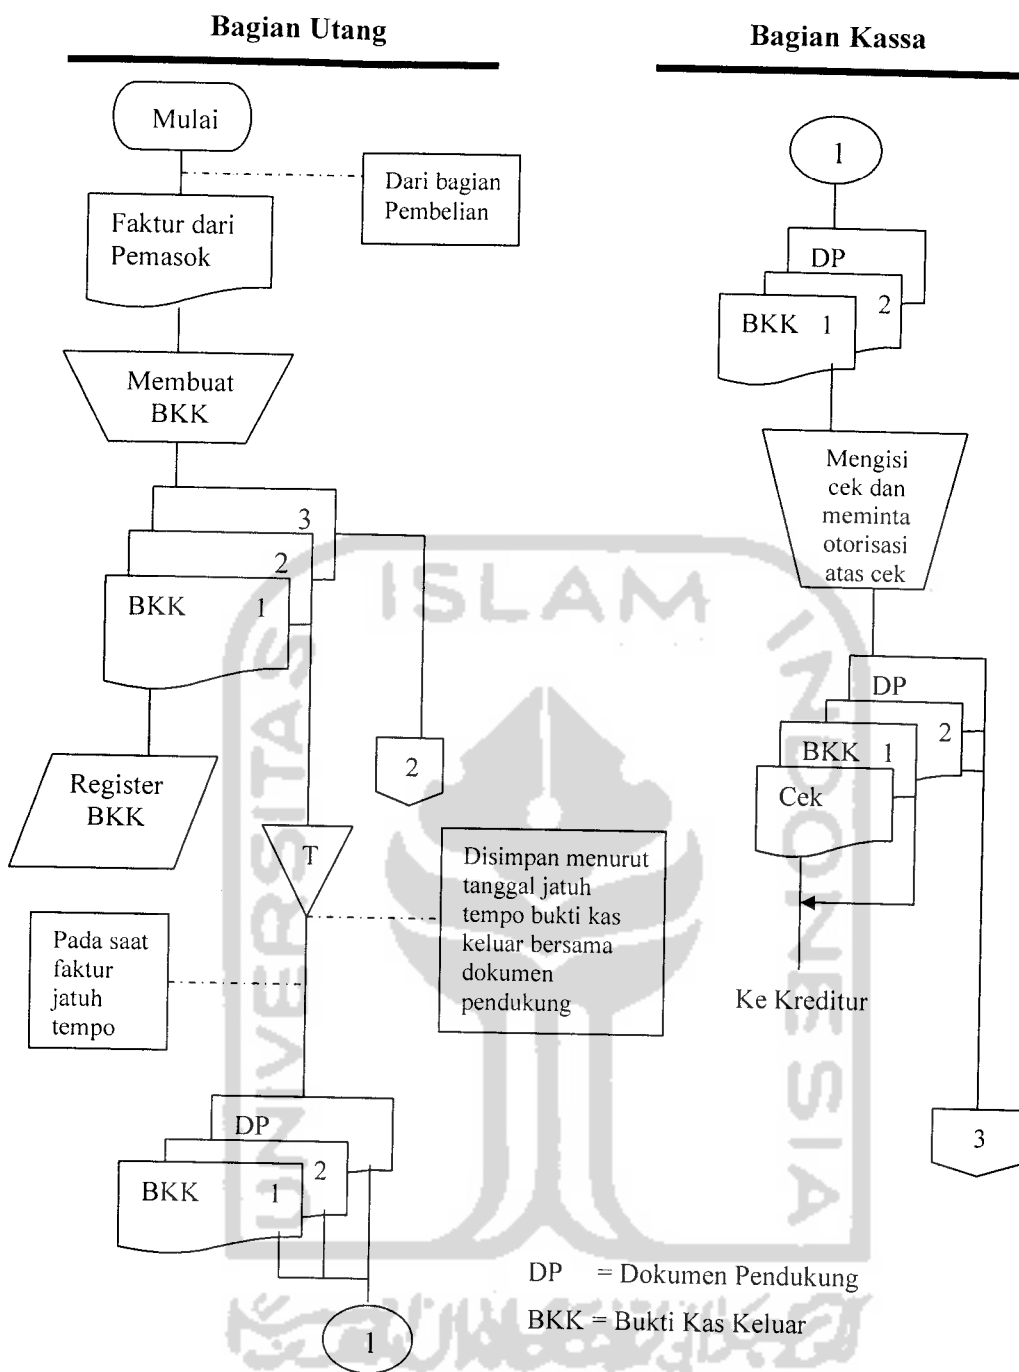 Bagian Utang
Mulai
Dari bagian
Pembelian
Faktur dari
Pemasok
Membuat
BKK
3
2
BKK 1
2
Register
BKK
T
Disimpan menurut
tanggal jatuh
tempo bukti kas
keluar bersama
dokumen
pendukung
Pada saat
faktur
jatuh
tempo
DP
2
BKK 1
1
Bagian Kassa
1
DP
2
BKK 1
Mengisi
cek dan
meminta
otorisasi
atas cek
DP
2
BKK 1
Cek
Ke Kreditur
3
DP = Dokumen Pendukung
BKK = Bukti Kas Keluar
UNIVERSITAS
ISLAM
INDONESIA